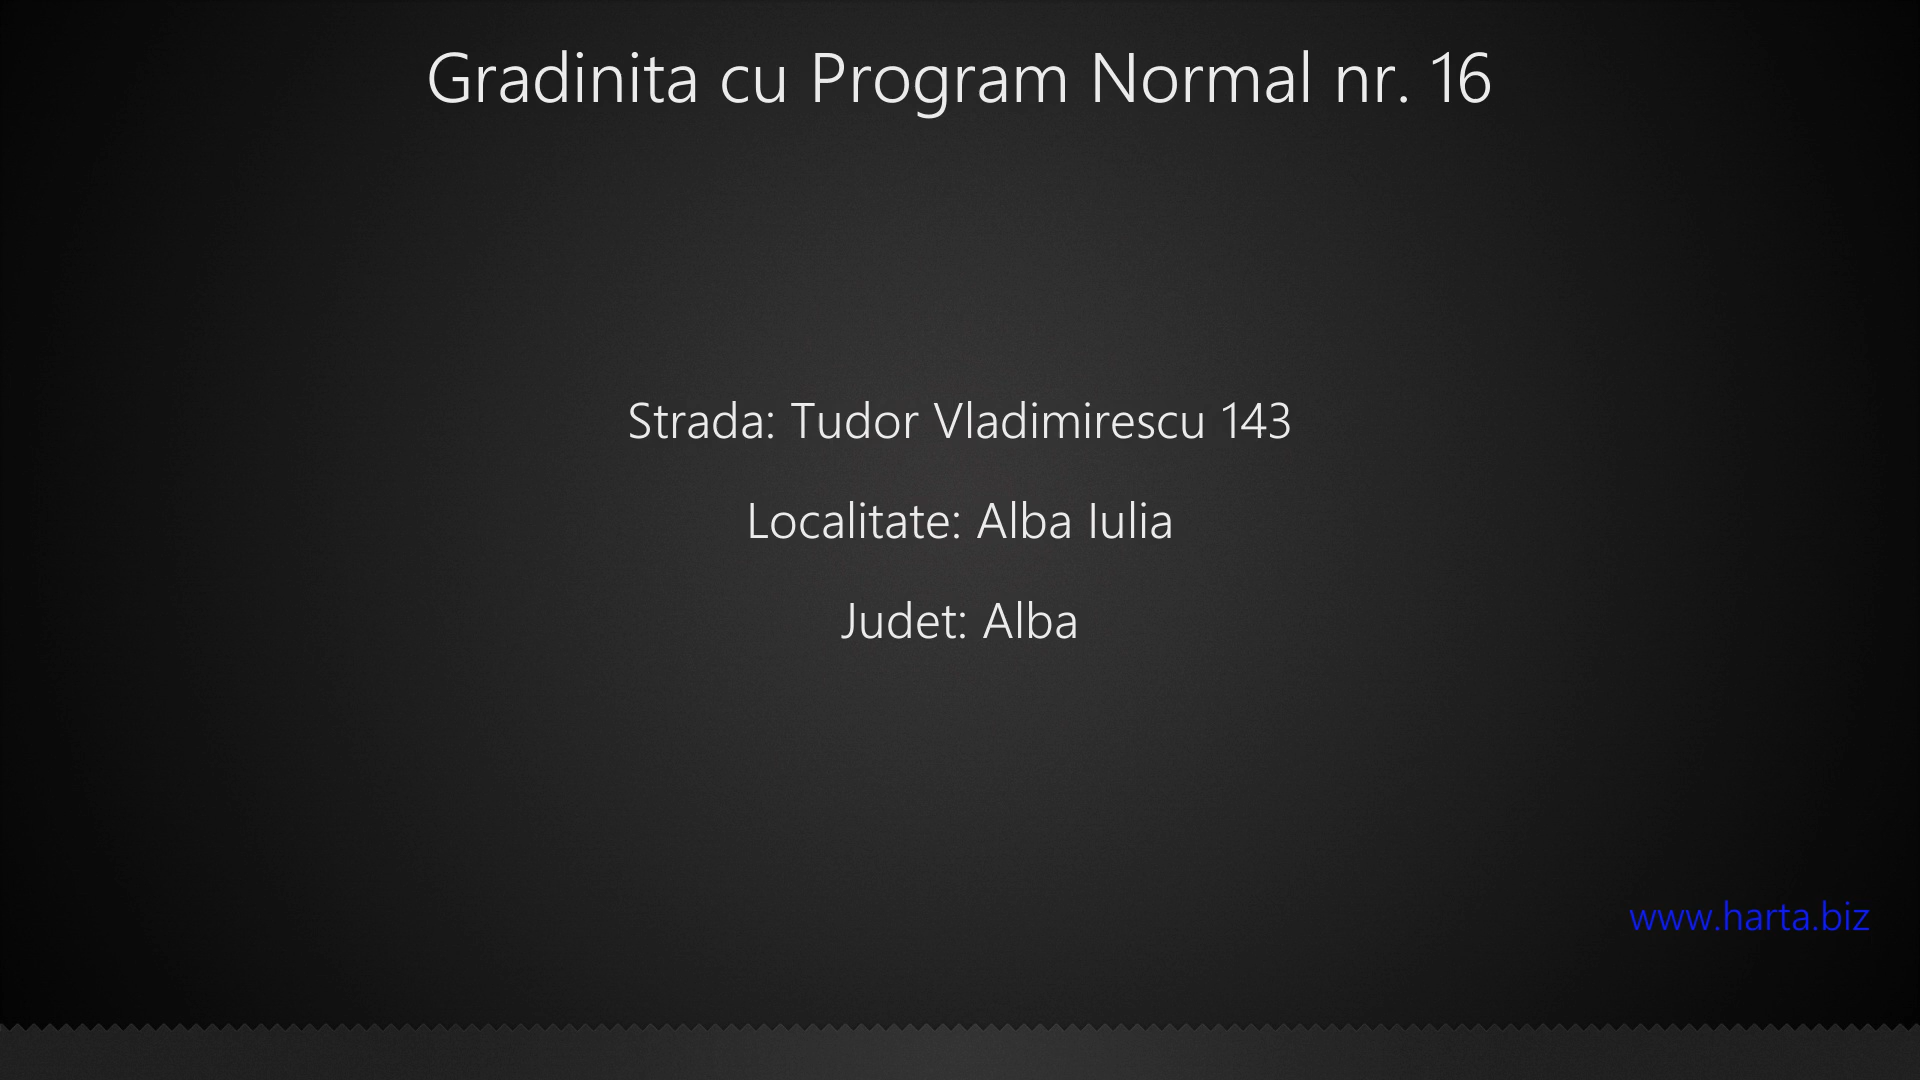 Gradinita cu Program Normal nr. 16
Strada: Tudor Vladimirescu 143
Localitate: Alba Iulia
Judet: Alba
www.harta.biz